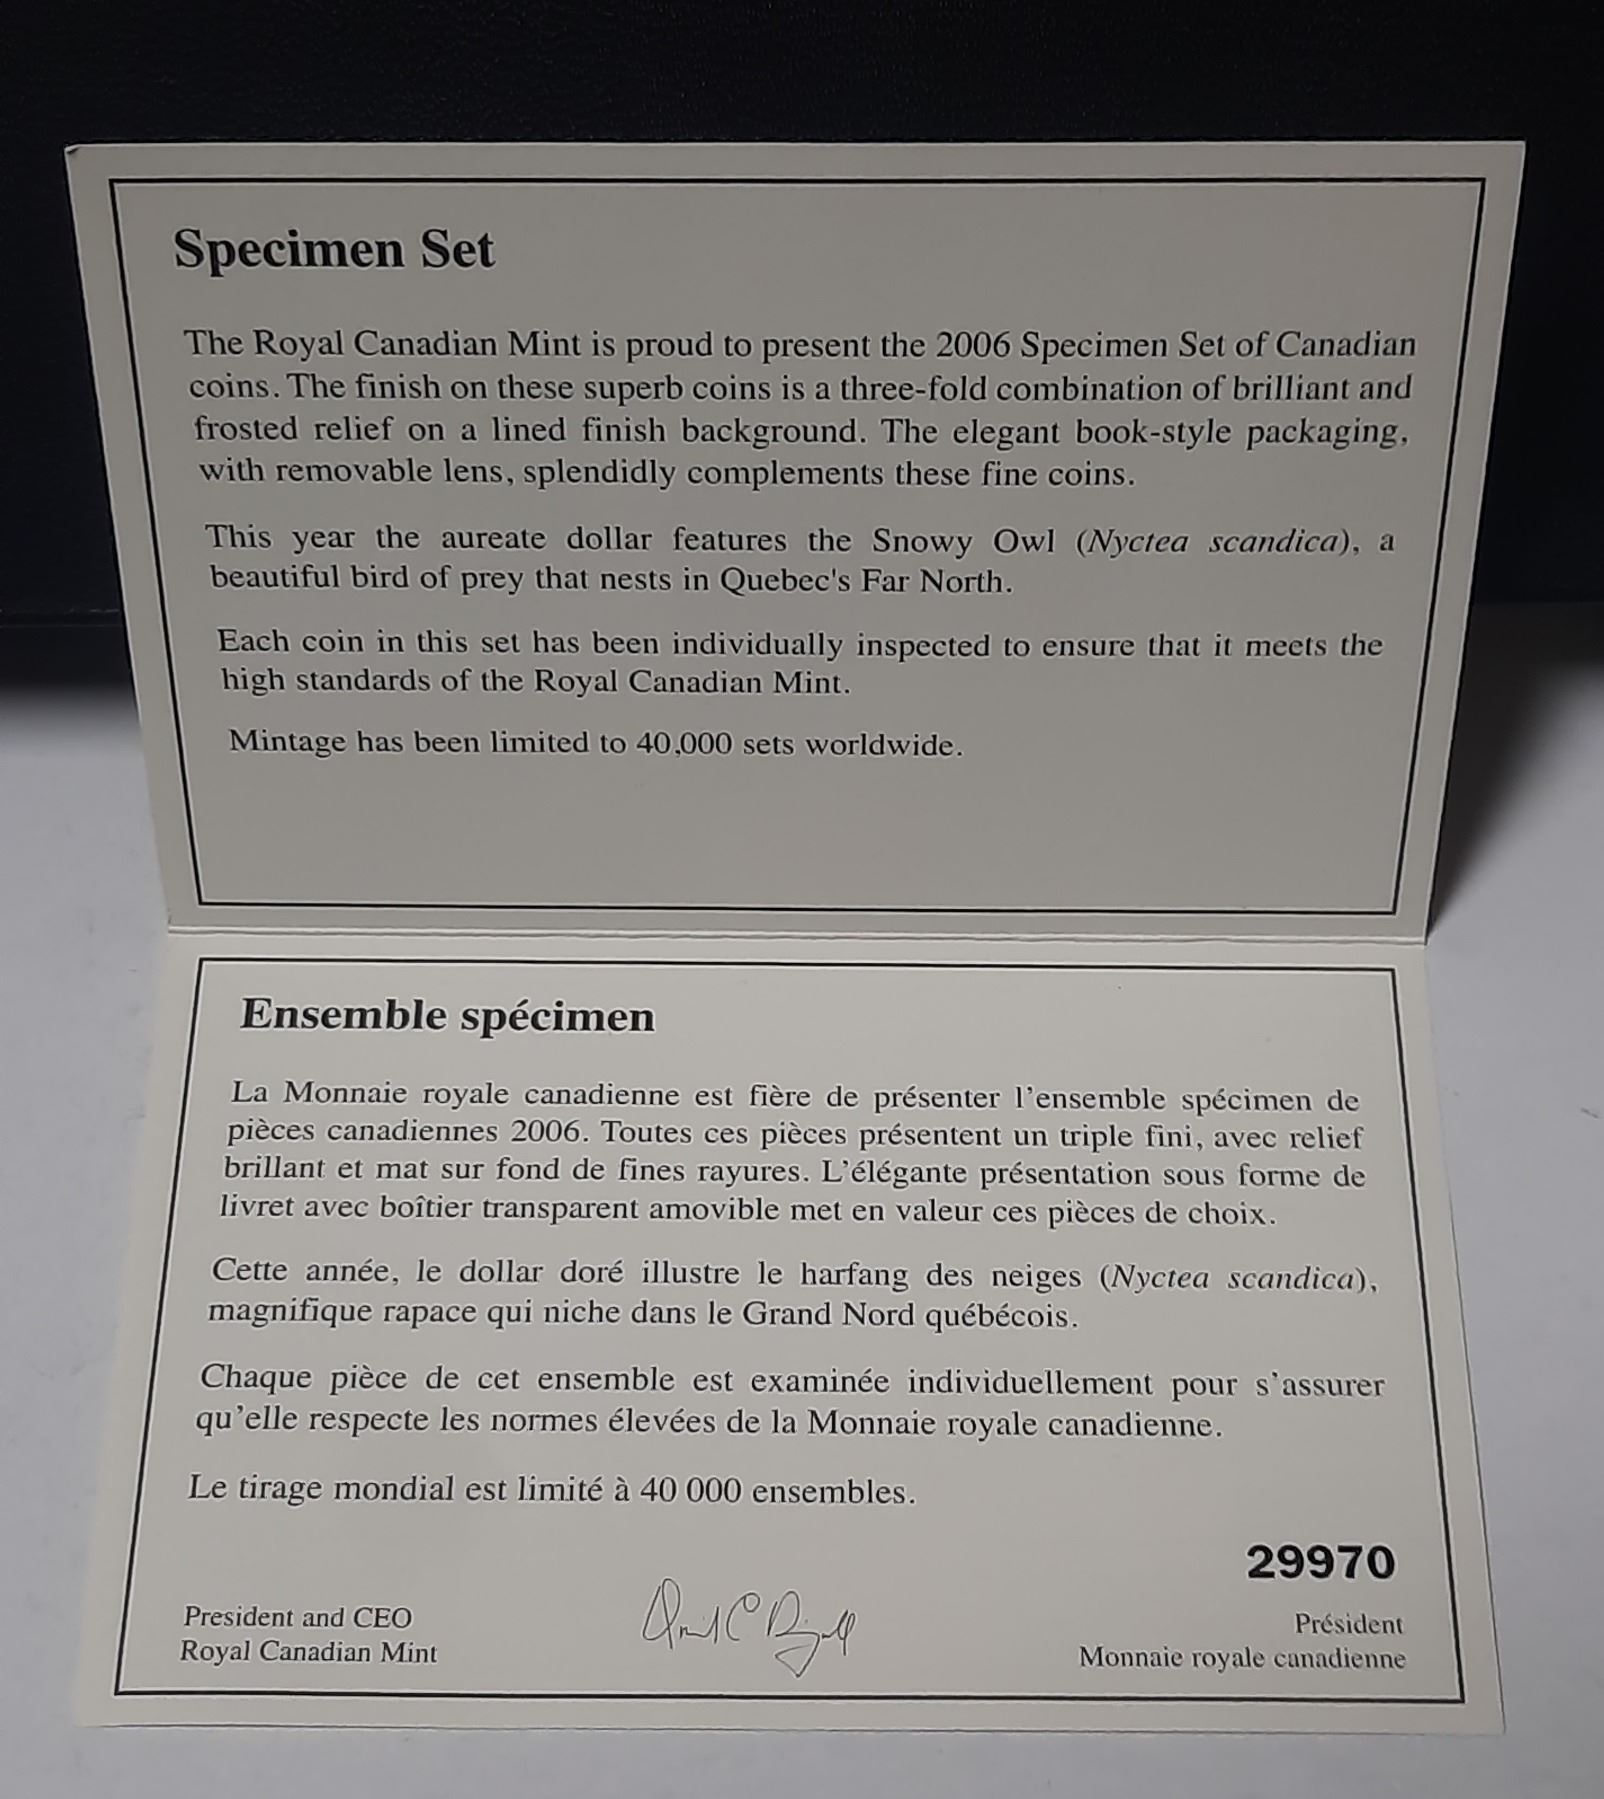 Specimen Set
The Royal Canadian Mint is proud to present the 2006 Specimen Set of Canadian
coins. The finish on these superb coins is a three-fold combination of brilliant and
frosted relief on a lined finish background. The elegant book-style packaging,
with removable lens, splendidly complements these fine coins.
This year the aureate dollar features the Snowy Owl (Nyctea scandica), a
beautiful bird of prey that nests in Quebec's Far North.
Each coin in this set has been individually inspected to ensure that it meets the
high standards of the Royal Canadian Mint.
Mintage has been limited to 40,000 sets worldwide.
Ensemble spécimen
La Monnaie royale canadienne est fière de présenter l'ensemble spécimen de
pièces canadiennes 2006. Toutes ces pièces présentent un triple fini, avec relief
brillant et mat sur fond de fines rayures. L'élégante présentation sous forme de
livret avec boîtier transparent amovible met en valeur ces pièces de choix.
Cette année, le dollar doré illustre le harfang des neiges (Nyctea scandica),
magnifique rapace qui niche dans le Grand Nord québécois.
Chaque pièce de cet ensemble est examinée individuellement pour s'assurer
qu'elle respecte les normes élevées de la Monnaie royale canadienne.
Le tirage mondial est limité à 40 000 ensembles.
29970
President and CEO
Royal Canadian Mint
Président
Monnaie royale canadienne